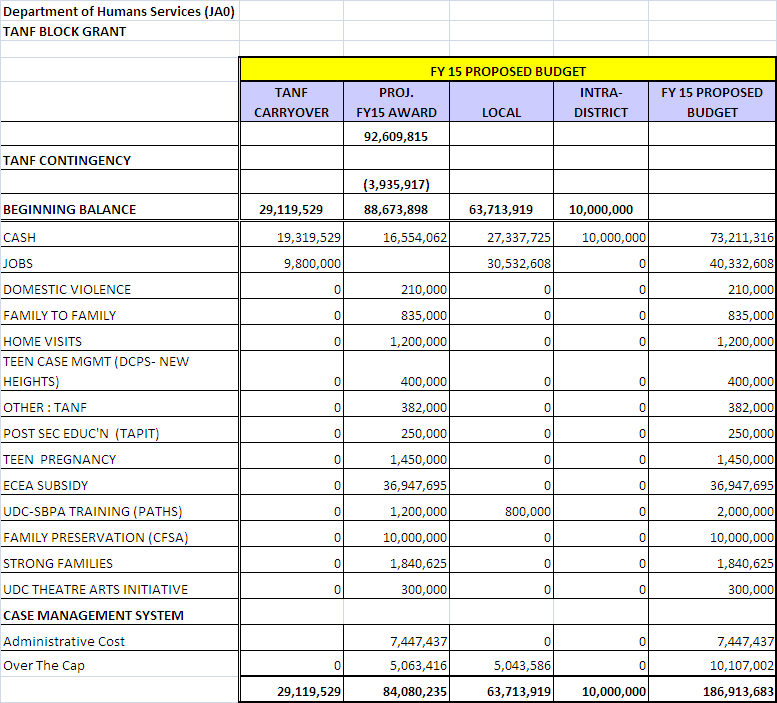 Department of Humans Services (JA0)
TANF BLOCK GRANT
FY 15 PROPOSED BUDGET
TANF CARRYOVER PROJ. FY15 AWARD LOCAL INTRA-DISTRICT FY 15 PROPOSED BUDGET
92,609,815
TANF CONTINGENCY
(3,935,917)
BEGINNING BALANCE 29,119,529 88,673,898 63,713,919 10,000,000
CASH 19,319,529 16,554,062 27,337,725 10,000,000 73,211,316
JOBS 9,800,000 30,532,608 0 40,332,608
DOMESTIC VIOLENCE 0 210,000 0 0 210,000
FAMILY TO FAMILY 0 835,000 0 0 835,000
HOME VISITS 0 1,200,000 0 0 1,200,000
TEEN CASE MGMT (DCPS- NEW
HEIGHTS) 0 400,000 0 0 400,000
OTHER : TANF 0 382,000 0 0 382,000
POST SEC EDUC'N (TAPIT) 0 250,000 0 0 250,000
TEEN PREGNANCY 0 1,450,000 0 0 1,450,000
ECEA SUBSIDY 0 36,947,695 0 0 36,947,695
UDC-SBPA TRAINING (PATHS) 0 1,200,000 800,000 0 2,000,000
FAMILY PRESERVATION (CFSA) 0 10,000,000 0 0 10,000,000
STRONG FAMILIES 0 1,840,625 0 0 1,840,625
UDC THEATRE ARTS INITIATIVE 0 300,000 0 0 300,000
CASE MANAGEMENT SYSTEM
Administrative Cost 7,447,437 0 0 7,447,437
Over The Cap 0 5,063,416 5,043,586 0 10,107,002
29,119,529 84,080,235 63,713,919 10,000,000 186,913,683